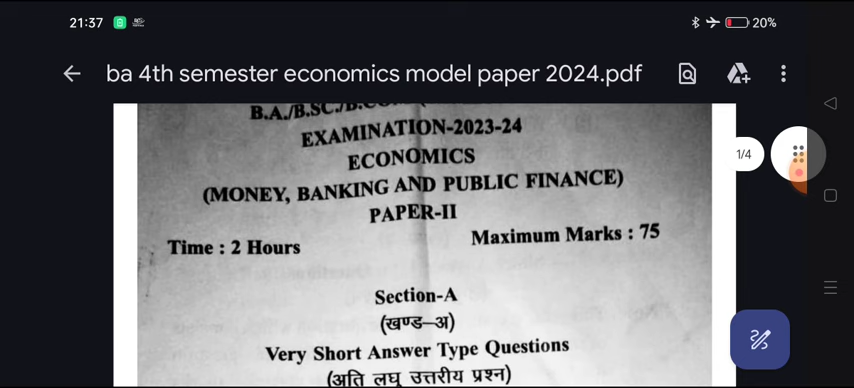 21:37 20%
ba 4th semester economics model paper 2024.pdf
B.A./B.SC./B.COM.
EXAMINATION-2023-24
1/4
ECONOMICS
(MONEY, BANKING AND PUBLIC FINANCE)
PAPER-II
Time : 2 Hours Maximum Marks : 75
Section-A
(खण्ड–अ)
Very Short Answer Type Questions
(अति लघु उत्तरीय प्रश्न)